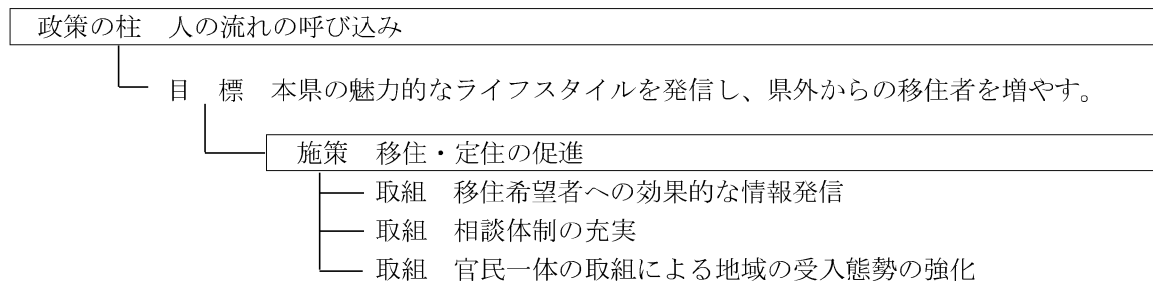 政策の柱　人の流れの呼び込み
目　標　本県の魅力的なライフスタイルを発信し、県外からの移住者を増やす。
施策　移住・定住の促進
取組　移住希望者への効果的な情報発信
取組　相談体制の充実
取組　官民一体の取組による地域の受入態勢の強化